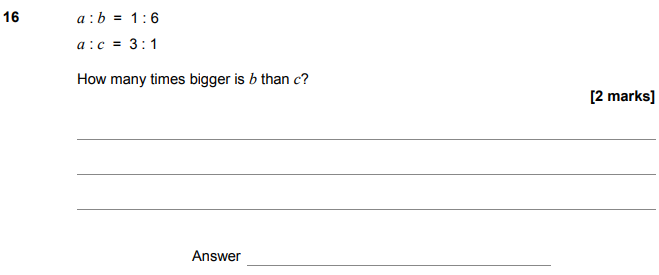 16 a : b = 1 : 6
a : c = 3 : 1
How many times bigger is b than c?
[2 marks]
Answer